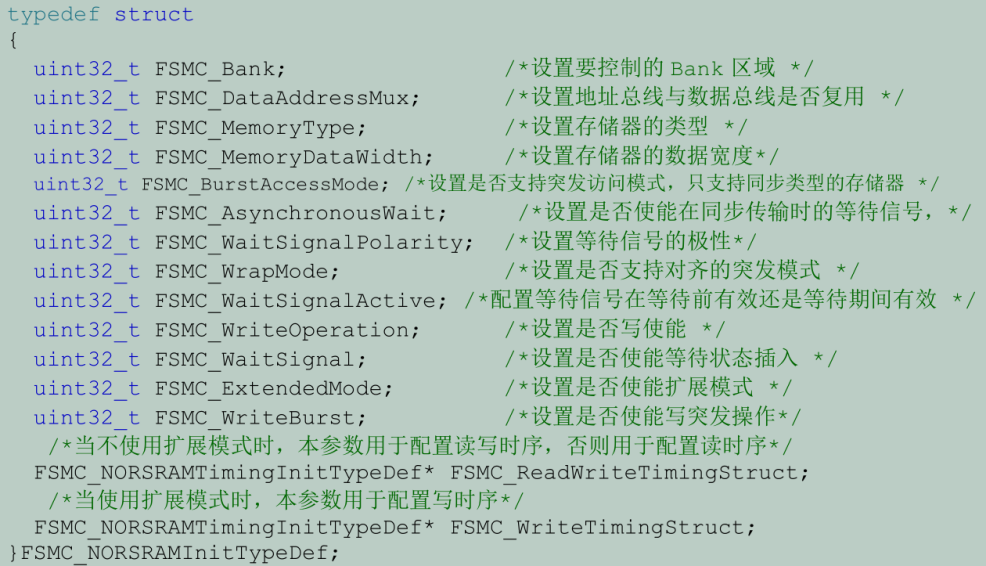 typedef struct
{
uint32_t FSMC_Bank; /*设置要控制的 Bank 区域 */
uint32_t FSMC_DataAddressMux; /*设置地址总线与数据总线是否复用 */
uint32_t FSMC_MemoryType; /*设置存储器的类型 */
uint32_t FSMC_MemoryDataWidth; /*设置存储器的数据宽度*/
uint32_t FSMC_BurstAccessMode; /*设置是否支持突发访问模式，只支持同步类型的存储器 */
uint32_t FSMC_AsynchronousWait; /*设置是否使能在同步传输时的等待信号，*/
uint32_t FSMC_WaitSignalPolarity; /*设置等待信号的极性*/
uint32_t FSMC_WrapMode; /*设置是否支持对齐的突发模式 */
uint32_t FSMC_WaitSignalActive; /*配置等待信号在等待前有效还是等待期间有效 */
uint32_t FSMC_WriteOperation; /*设置是否写使能 */
uint32_t FSMC_WaitSignal; /*设置是否使能等待状态插入 */
uint32_t FSMC_ExtendedMode; /*设置是否使能扩展模式 */
uint32_t FSMC_WriteBurst; /*设置是否使能写突发操作*/
/*当不使用扩展模式时，本参数用于配置读写时序，否则用于配置读时序*/
FSMC_NORSRAMTimingInitTypeDef* FSMC_ReadWriteTimingStruct;
/*当使用扩展模式时，本参数用于配置写时序*/
FSMC_NORSRAMTimingInitTypeDef* FSMC_WriteTimingStruct;
}FSMC_NORSRAMInitTypeDef;